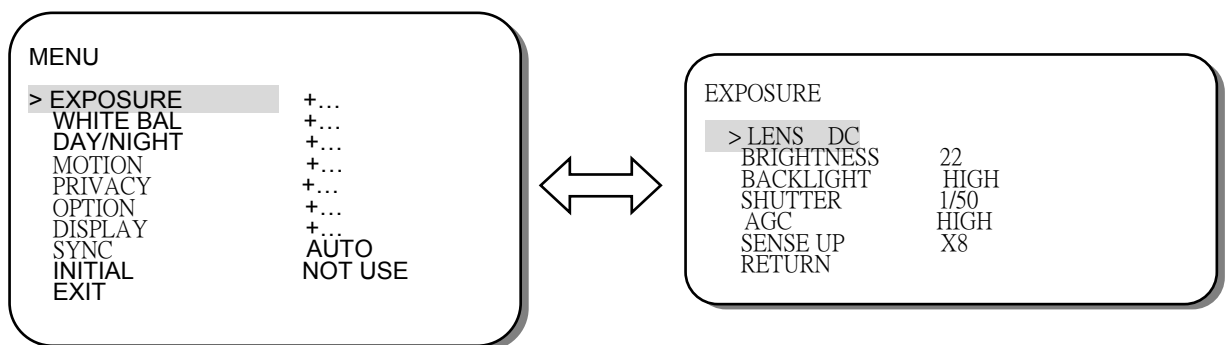 MENU
> EXPOSURE +…
WHITE BAL +…
DAY/NIGHT +…
MOTION +…
PRIVACY +…
OPTION +…
DISPLAY +…
SYNC AUTO
INITIAL NOT USE
EXIT
EXPOSURE
> LENS DC
BRIGHTNESS 22
BACKLIGHT HIGH
SHUTTER 1/50
AGC HIGH
SENSE UP X8
RETURN